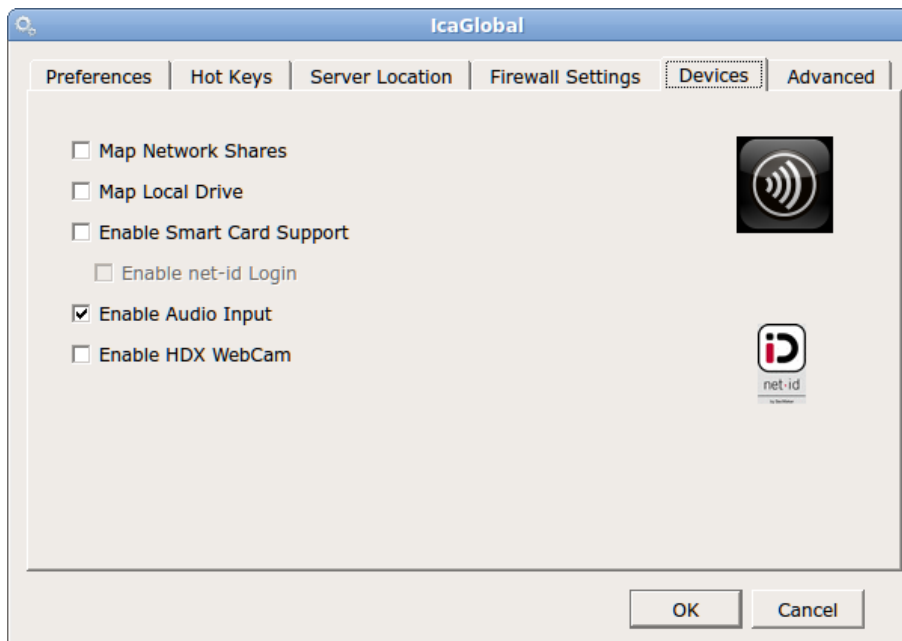 IcaGlobal
Preferences Hot Keys Server Location Firewall Settings Devices Advanced
Map Network Shares
Map Local Drive
Enable Smart Card Support
Enable net-id Login
Enable Audio Input
Enable HDX WebCam
iD
net·id
OK Cancel